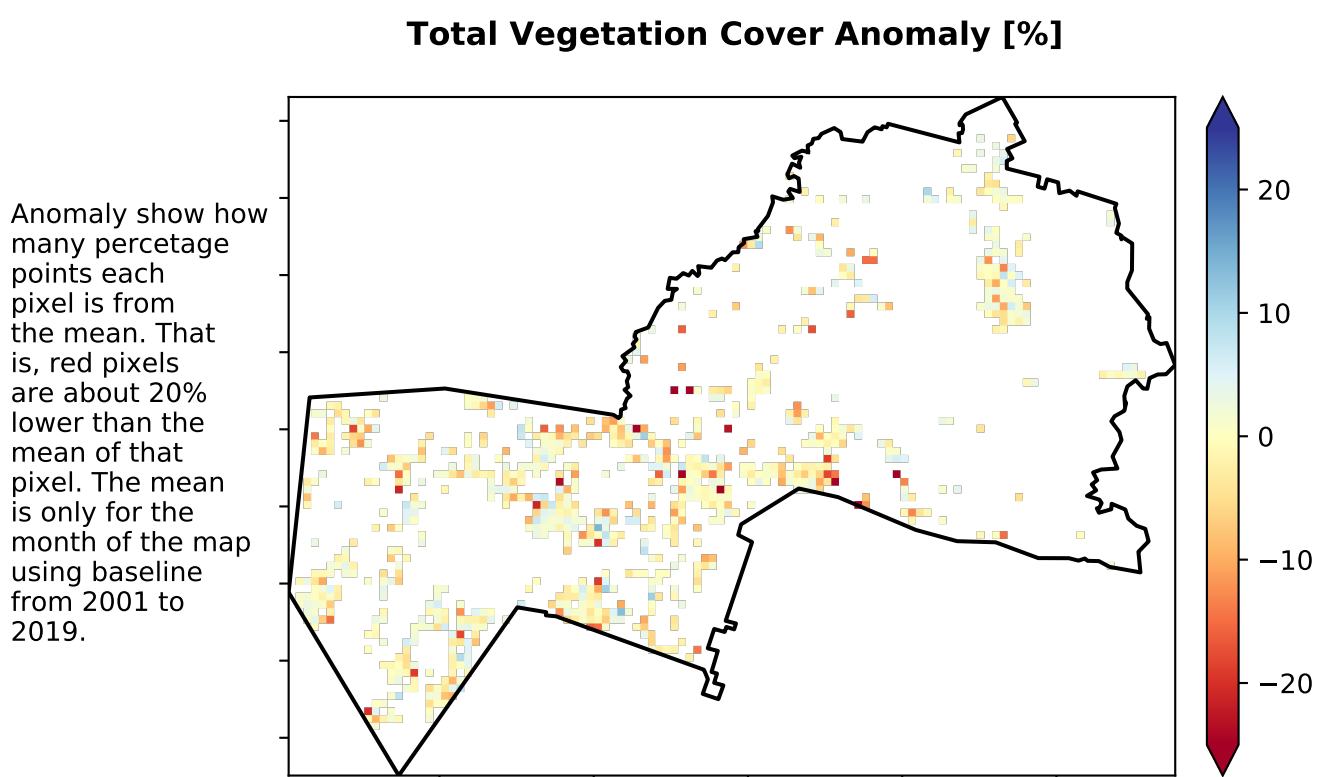 Total Vegetation Cover Anomaly [%]
Anomaly show how
many percetage
points each
pixel is from
the mean. That
is, red pixels
are about 20%
lower than the
mean of that
pixel. The mean
is only for the
month of the map
using baseline
from 2001 to
2019.
20
10
0
−10
−20